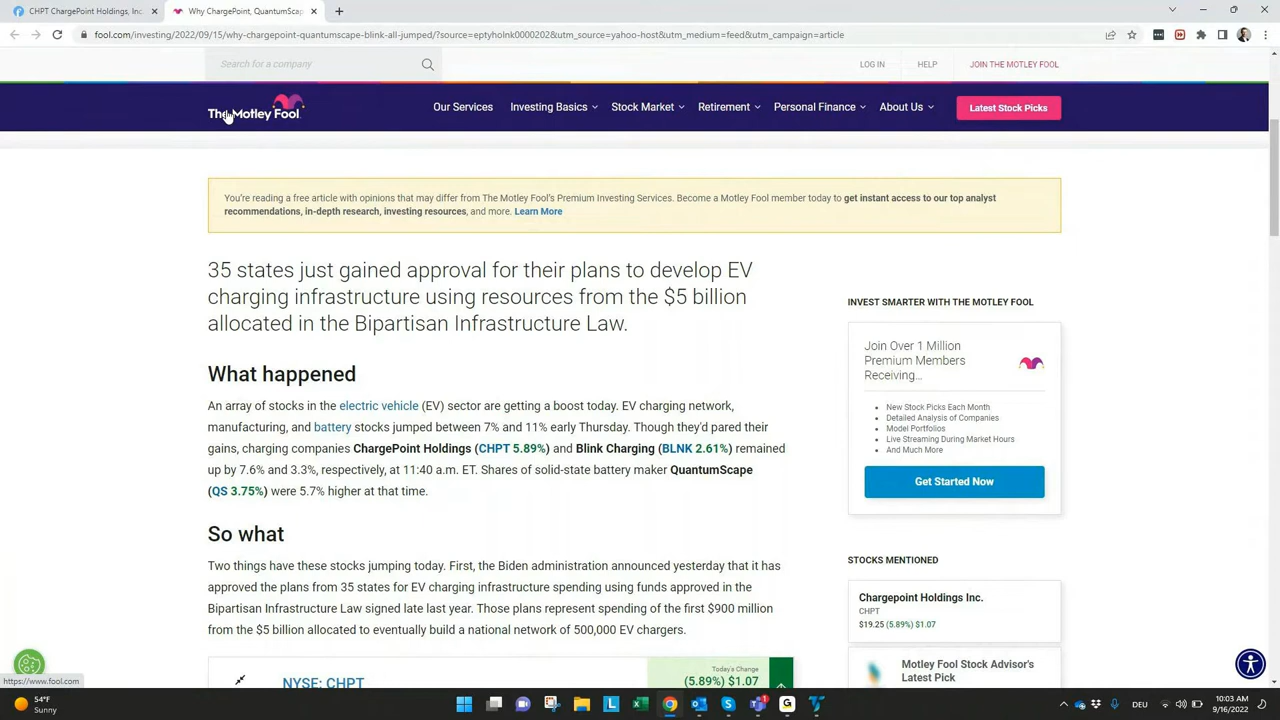 CHPT ChargePoint Holdings, Inc.
Why ChargePoint, QuantumScap
fool.com/investing/2022/09/15/why-chargepoint-quantumscape-blink-all-jumped/?source=eptyholnk0000202&utm_source=yahoo-host&utm_medium=feed&utm_campaign=article
Search for a company
LOG IN
HELP
JOIN THE MOTLEY FOOL
The Motley Fool
Our Services
Investing Basics
Stock Market
Retirement
Personal Finance
About Us
Latest Stock Picks
You're reading a free article with opinions that may differ from The Motley Fool's Premium Investing Services. Become a Motley Fool member today to get instant access to our top analyst
recommendations, in-depth research, investing resources, and more. Learn More
35 states just gained approval for their plans to develop EV
charging infrastructure using resources from the $5 billion
allocated in the Bipartisan Infrastructure Law.
What happened
An array of stocks in the electric vehicle (EV) sector are getting a boost today. EV charging network,
manufacturing, and battery stocks jumped between 7% and 11% early Thursday. Though they'd pared their
gains, charging companies ChargePoint Holdings (CHPT 5.89%) and Blink Charging (BLNK 2.61%) remained
up by 7.6% and 3.3%, respectively, at 11:40 a.m. ET. Shares of solid-state battery maker QuantumScape
(QS 3.75%) were 5.7% higher at that time.
So what
Two things have these stocks jumping today. First, the Biden administration announced yesterday that it has
approved the plans from 35 states for EV charging infrastructure spending using funds approved in the
Bipartisan Infrastructure Law signed late last year. Those plans represent spending of the first $900 million
from the $5 billion allocated to eventually build a national network of 500,000 EV chargers.
NYSE: CHPT
Today's Change
(5.89%) $1.07
INVEST SMARTER WITH THE MOTLEY FOOL
Join Over 1 Million
Premium Members
Receiving...
New Stock Picks Each Month
Detailed Analysis of Companies
Model Portfolios
Live Streaming During Market Hours
And Much More
Get Started Now
STOCKS MENTIONED
Chargepoint Holdings Inc.
CHPT
$19.25 (5.89%) $1.07
Motley Fool Stock Advisor's
Latest Pick
https://www.fool.com
54°F
Sunny
DEU
10:03 AM
9/16/2022